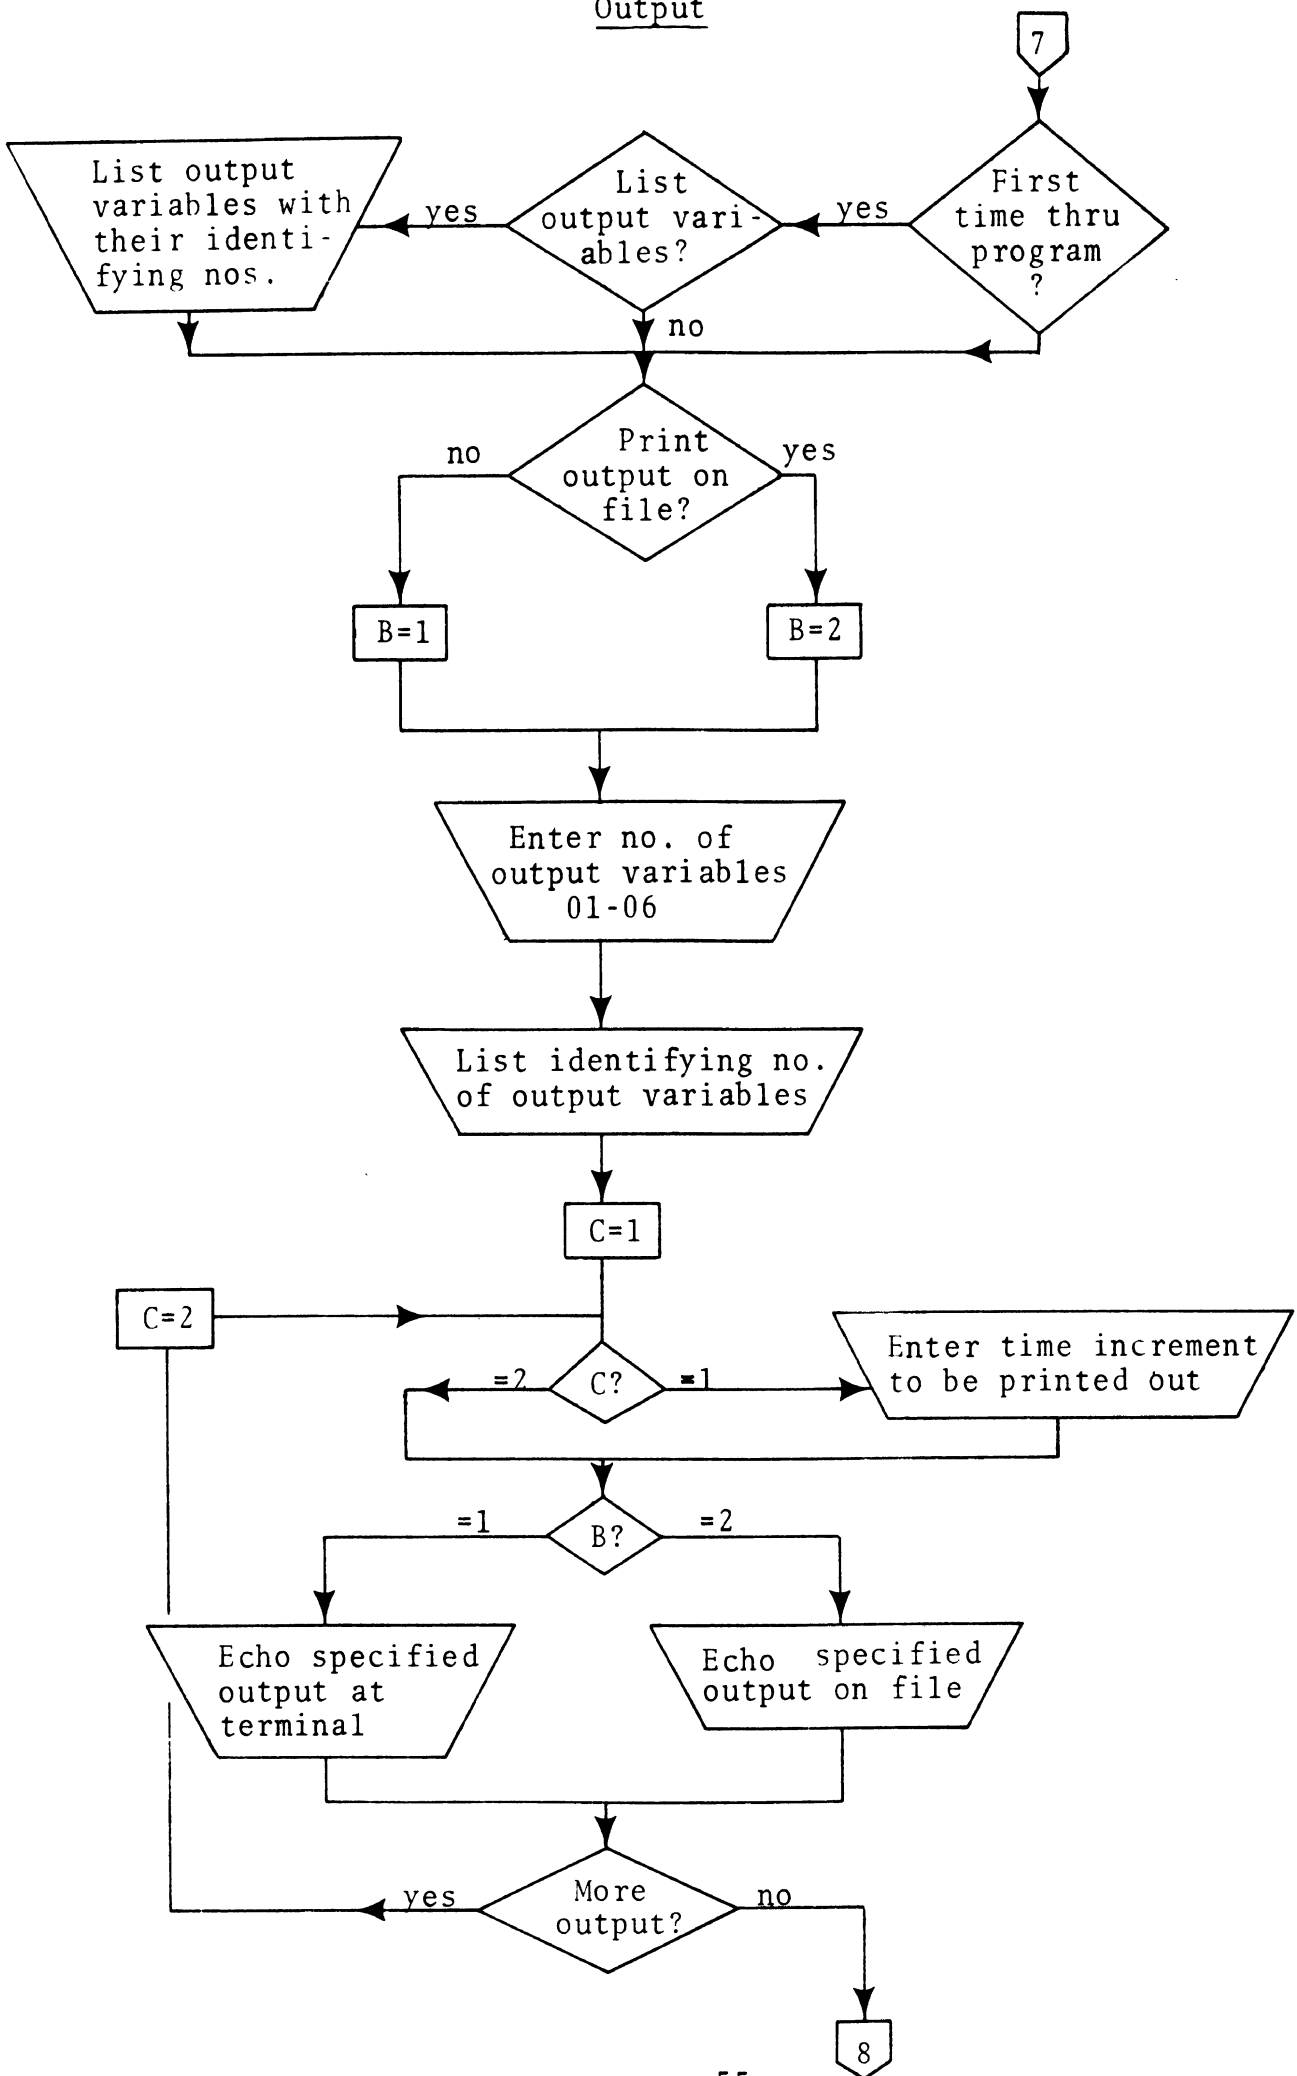 Output
7
First
time thru
program
?
yes
List
output vari-
ables?
yes
List output
variables with
their identi-
fying nos.
no
Print
output on
file?
no
yes
B=1
B=2
Enter no. of
output variables
01-06
List identifying no.
of output variables
C=1
C=2
C?
=2
=1
Enter time increment
to be printed out
B?
=1
=2
Echo specified
output at
terminal
Echo specified
output on file
More
output?
yes
no
8